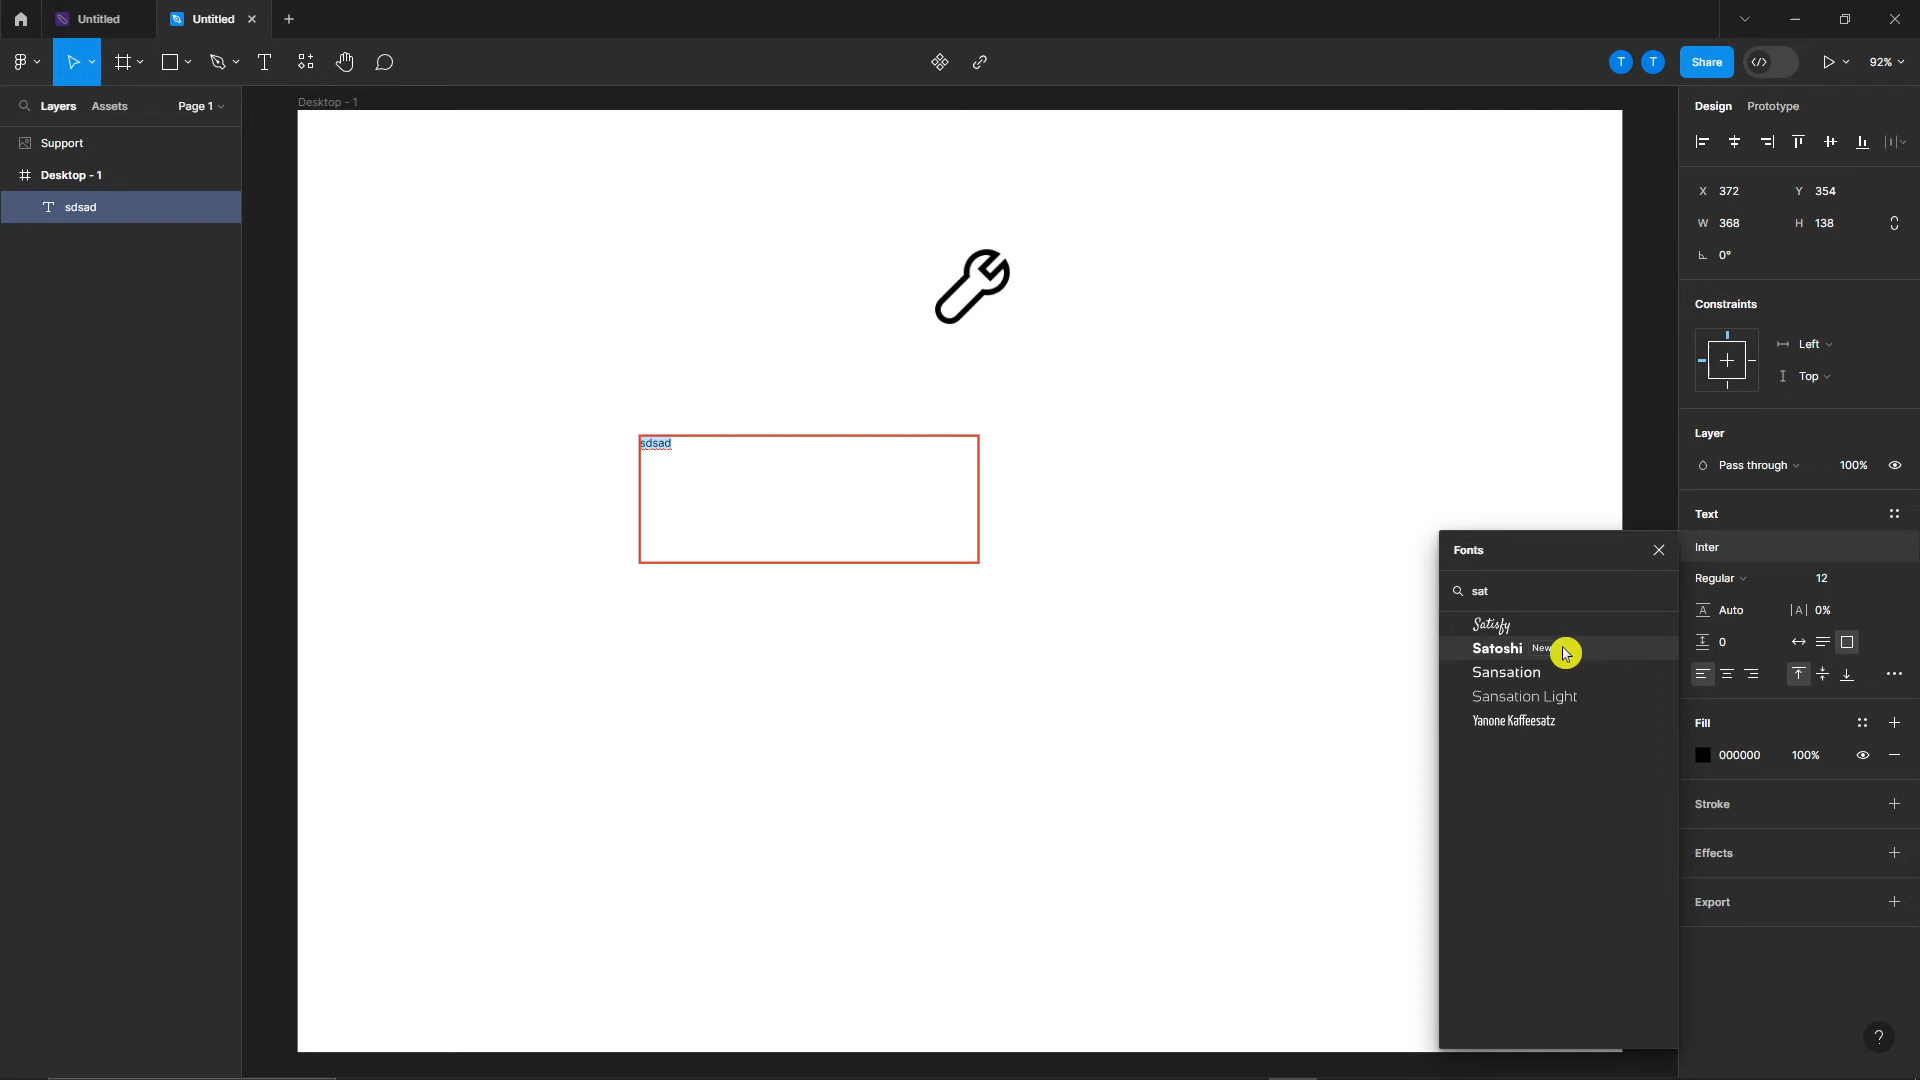 Untitled
Untitled
T
T
Share
92%
Layers
Assets
Page 1
Support
Desktop - 1
sdsad
Desktop - 1
sdsad
Design
Prototype
X 372
Y 354
W 368
H 138
0°
Constraints
Left
Top
Layer
Pass through
100%
Text
Inter
Regular
12
A Auto
|A| 0%
0
Fill
000000
100%
Stroke
Effects
Export
Fonts
sat
Satisfy
Satoshi New
Sansation
Sansation Light
Yanone Kaffeesatz
?